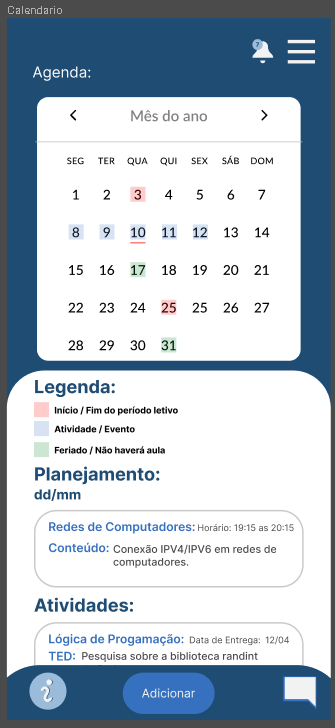 Calendario
7
Agenda:
Mês do ano
SEG TER QUA QUI SEX SÁB DOM
1 2 3 4 5 6 7
8 9 10 11 12 13 14
15 16 17 18 19 20 21
22 23 24 25 25 26 27
28 29 30 31
Legenda:
Início / Fim do período letivo
Atividade / Evento
Feriado / Não haverá aula
Planejamento:
dd/mm
Redes de Computadores: Horário: 19:15 as 20:15
Conteúdo: Conexão IPV4/IPV6 em redes de
computadores.
Atividades:
Lógica de Progamação: Data de Entrega: 12/04
TED: Pesquisa sobre a biblioteca randint
Adicionar